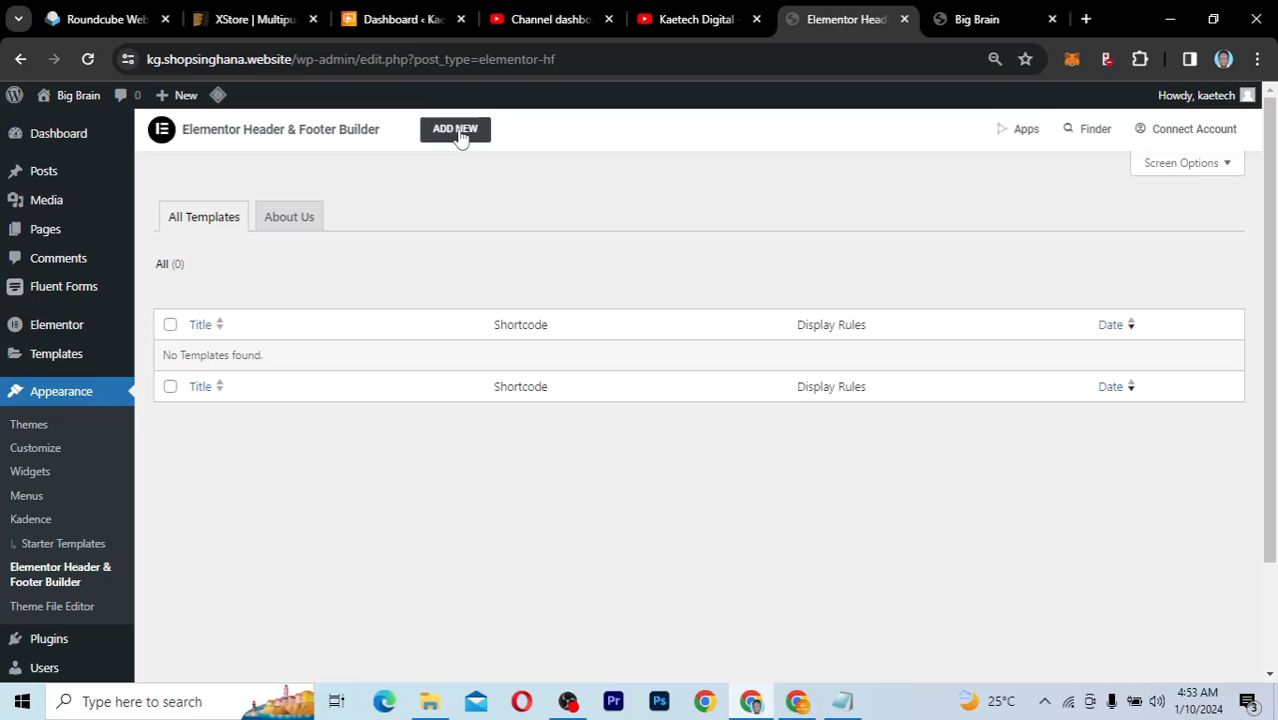 Roundcube Web
XStore | Multipu
Dashboard ‹ Kae
Channel dashbo
Kaetech Digital -
Elementor Head
Big Brain
kg.shopsinghana.website/wp-admin/edit.php?post_type=elementor-hf
Big Brain
0
New
Howdy, kaetech
Dashboard
Posts
Media
Pages
Comments
Fluent Forms
Elementor
Templates
Appearance
Themes
Customize
Widgets
Menus
Kadence
Starter Templates
Elementor Header &
Footer Builder
Theme File Editor
Plugins
Users
Elementor Header & Footer Builder
ADD NEW
Apps
Finder
Connect Account
Screen Options
All Templates
About Us
All (0)
Title
Shortcode
Display Rules
Date
No Templates found.
Title
Shortcode
Display Rules
Date
Type here to search
Pr
Ps
25°C
4:53 AM
1/10/2024
3